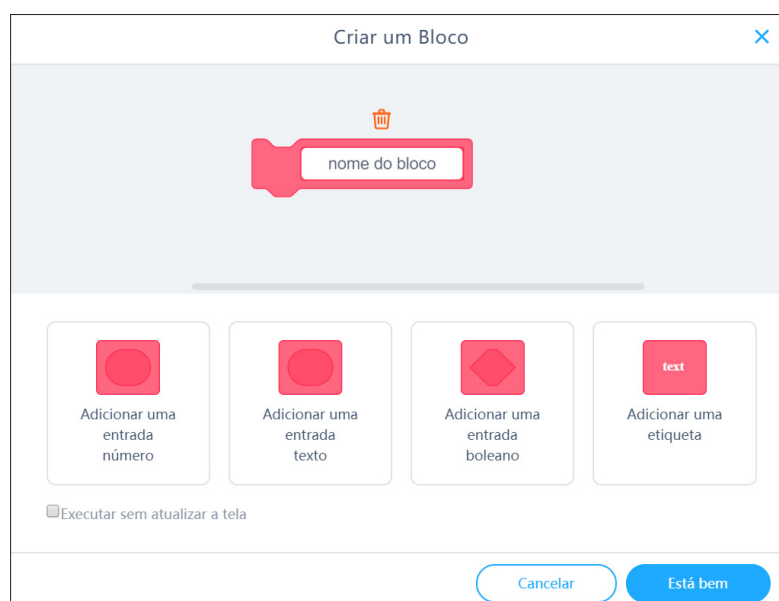 Criar um Bloco
nome do bloco
Adicionar uma
entrada
número
Adicionar uma
entrada
texto
Adicionar uma
entrada
boleano
text
Adicionar uma
etiqueta
Executar sem atualizar a tela
Cancelar
Está bem